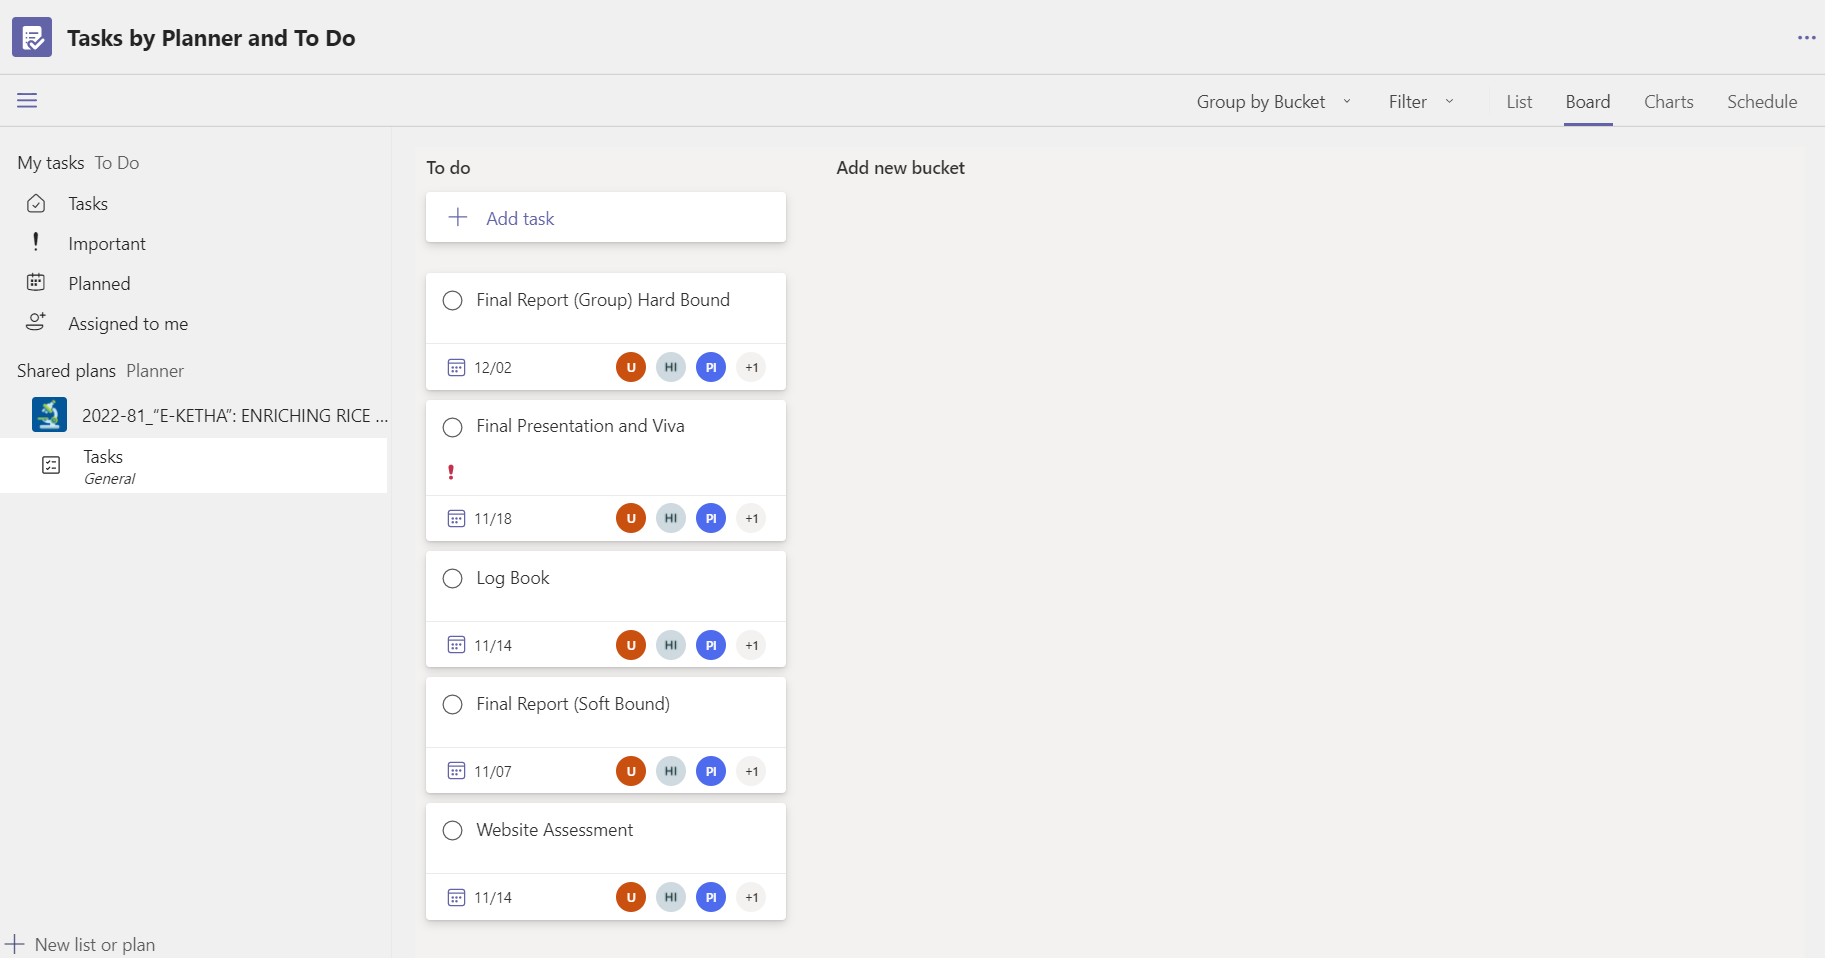 Tasks by Planner and To Do
Group by Bucket
Filter
List
Board
Charts
Schedule
My tasks To Do
Tasks
Important
Planned
Assigned to me
Shared plans Planner
2022-81_“E-KETHA”: ENRICHING RICE ...
Tasks
General
New list or plan
To do
Add task
Final Report (Group) Hard Bound
12/02 U HI PI +1
Final Presentation and Viva
11/18 U HI PI +1
Log Book
11/14 U HI PI +1
Final Report (Soft Bound)
11/07 U HI PI +1
Website Assessment
11/14 U HI PI +1
Add new bucket